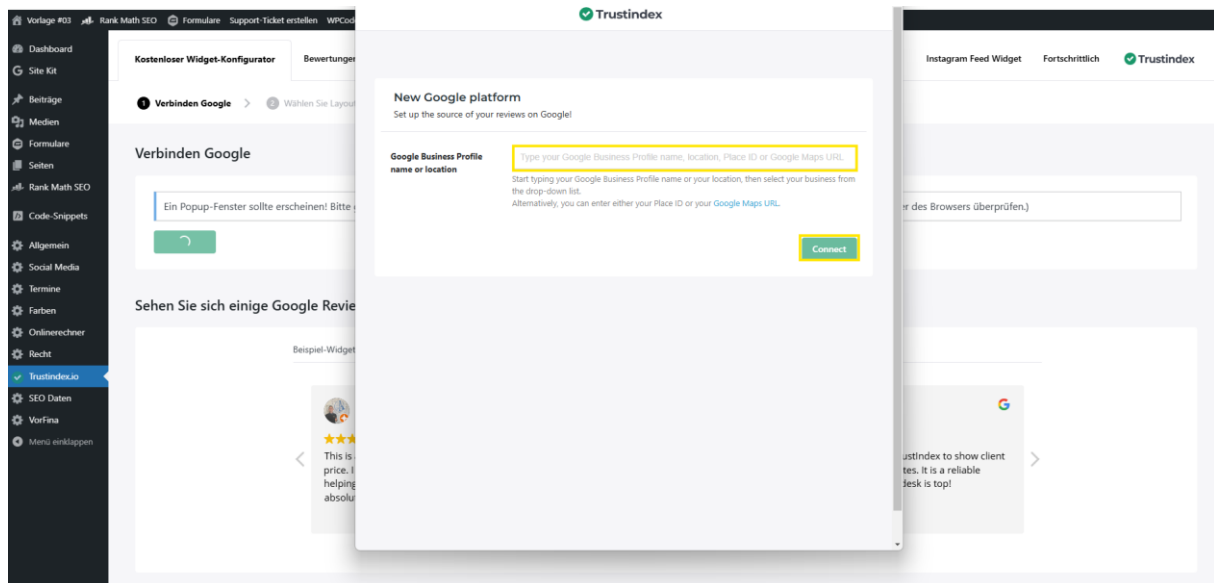 Vorlage #03 Rank Math SEO Formulare Support-Ticket erstellen WPCod
Dashboard
Site Kit
Beiträge
Medien
Formulare
Seiten
Rank Math SEO
Code-Snippets
Allgemein
Social Media
Termine
Farben
Onlinerechner
Recht
Trustindex.io
SEO Daten
VorFina
Menü einklappen
Kostenloser Widget-Konfigurator Bewertunger
Instagram Feed Widget Fortschrittlich Trustindex
1 Verbinden Google > 2 Wählen Sie Layou
Verbinden Google
Ein Popup-Fenster sollte erscheinen! Bitte
er des Browsers überprüfen.)
Sehen Sie sich einige Google Revie
Beispiel-Widget
This is
price. I
helping
absolu
ustIndex to show client
tes. It is a reliable
desk is top!
Trustindex
New Google platform
Set up the source of your reviews on Google!
Google Business Profile
name or location
Type your Google Business Profile name, location, Place ID or Google Maps URL
Start typing your Google Business Profile name or your location, then select your business from
the drop-down list.
Alternatively, you can enter either your Place ID or your Google Maps URL.
Connect